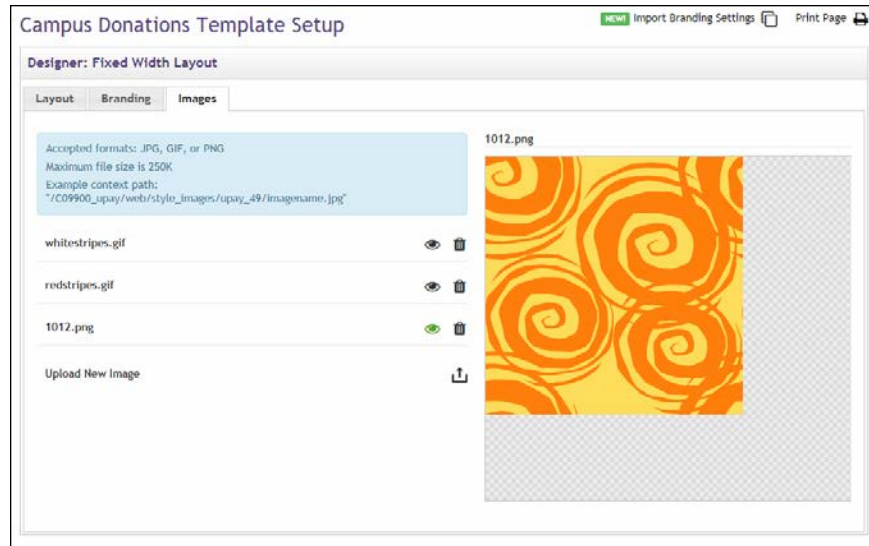 Campus Donations Template Setup
NEW! Import Branding Settings
Print Page
Designer: Fixed Width Layout
Layout
Branding
Images
Accepted formats: JPG, GIF, or PNG
Maximum file size is 250K
Example context path:
"/C09900_upay/web/style_images/upay_49/imagename.jpg"
1012.png
whitestripes.gif
redstripes.gif
1012.png
Upload New Image